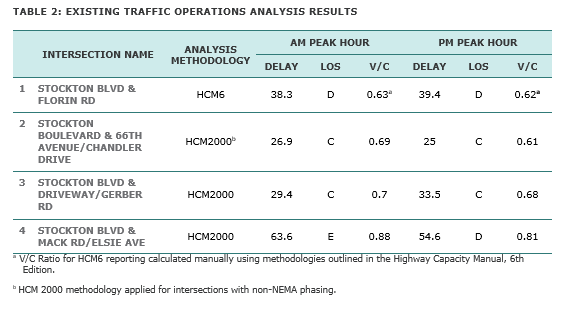 TABLE 2: EXISTING TRAFFIC OPERATIONS ANALYSIS RESULTS
INTERSECTION NAME ANALYSIS METHODOLOGY AM PEAK HOUR PM PEAK HOUR
DELAY LOS V/C DELAY LOS V/C
1 STOCKTON BLVD &
FLORIN RD HCM6 38.3 D 0.63ᵃ 39.4 D 0.62ᵃ
2 STOCKTON
BOULEVARD & 66TH
AVENUE/CHANDLER
DRIVE HCM2000ᵇ 26.9 C 0.69 25 C 0.61
3 STOCKTON BLVD &
DRIVEWAY/GERBER
RD HCM2000 29.4 C 0.7 33.5 C 0.68
4 STOCKTON BLVD &
MACK RD/ELSIE AVE HCM2000 63.6 E 0.88 54.6 D 0.81
ᵃ V/C Ratio for HCM6 reporting calculated manually using methodologies outlined in the Highway Capacity Manual, 6th
Edition.
ᵇ HCM 2000 methodology applied for intersections with non-NEMA phasing.